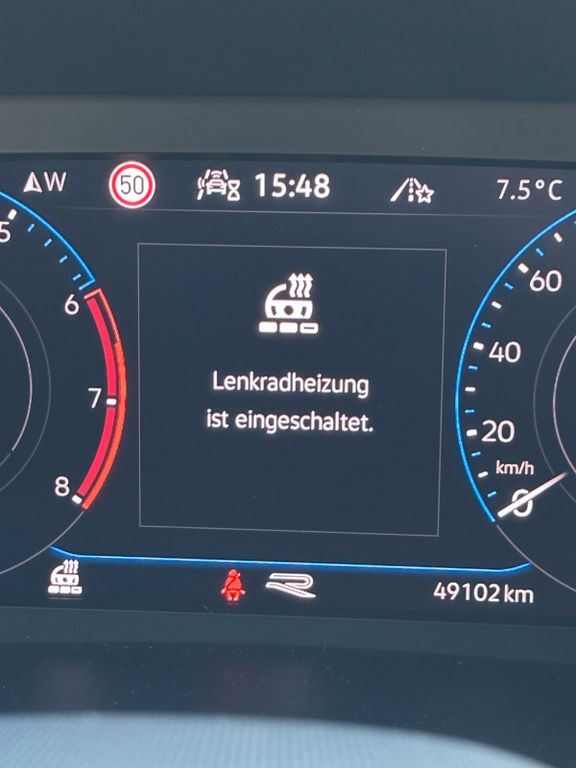 W 50 15:48 7.5°C
5
6
7
8
60
40
20
km/h
0
Lenkradheizung
ist eingeschaltet.
R 49102 km